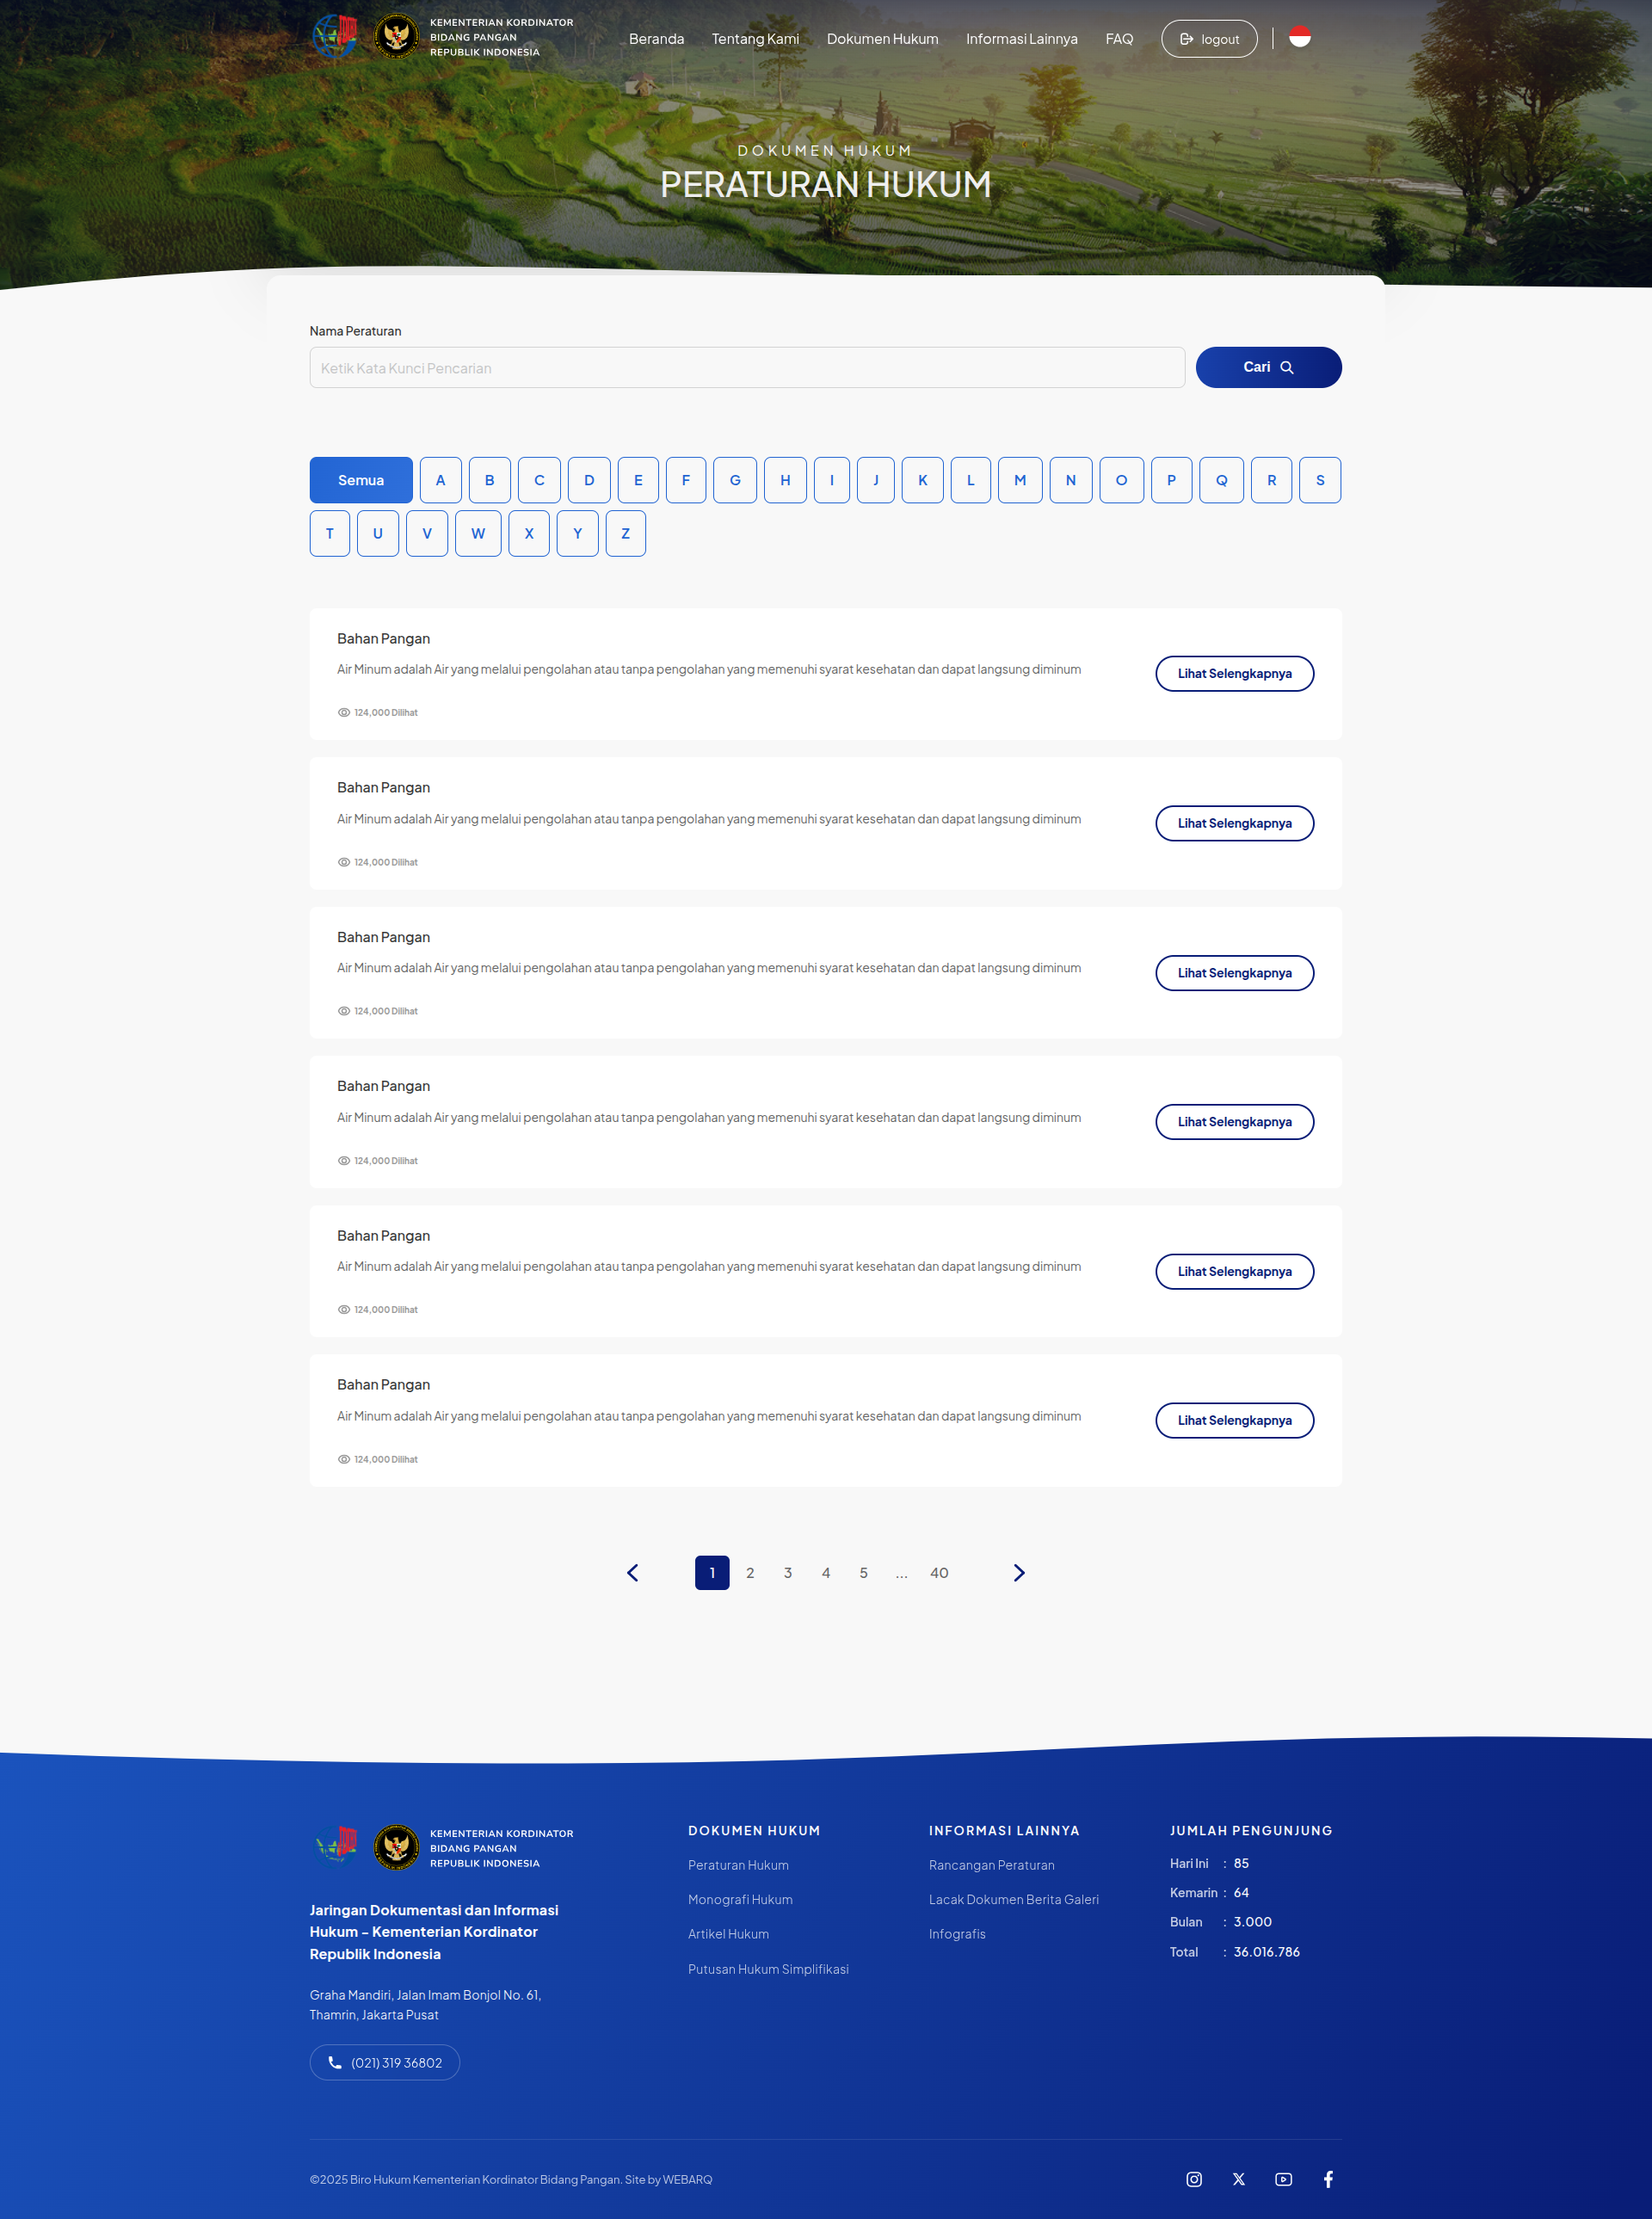 KEMENTERIAN KORDINATOR
BIDANG PANGAN
REPUBLIK INDONESIA
Beranda
Tentang Kami
Dokumen Hukum
Informasi Lainnya
FAQ
logout
DOKUMEN HUKUM
PERATURAN HUKUM
Nama Peraturan
Ketik Kata Kunci Pencarian
Cari
Semua A B C D E F G H I J K L M N O P Q R S
T U V W X Y Z
Bahan Pangan
Air Minum adalah Air yang melalui pengolahan atau tanpa pengolahan yang memenuhi syarat kesehatan dan dapat langsung diminum
Lihat Selengkapnya
124,000 Dilihat
Bahan Pangan
Air Minum adalah Air yang melalui pengolahan atau tanpa pengolahan yang memenuhi syarat kesehatan dan dapat langsung diminum
Lihat Selengkapnya
124,000 Dilihat
Bahan Pangan
Air Minum adalah Air yang melalui pengolahan atau tanpa pengolahan yang memenuhi syarat kesehatan dan dapat langsung diminum
Lihat Selengkapnya
124,000 Dilihat
Bahan Pangan
Air Minum adalah Air yang melalui pengolahan atau tanpa pengolahan yang memenuhi syarat kesehatan dan dapat langsung diminum
Lihat Selengkapnya
124,000 Dilihat
Bahan Pangan
Air Minum adalah Air yang melalui pengolahan atau tanpa pengolahan yang memenuhi syarat kesehatan dan dapat langsung diminum
Lihat Selengkapnya
124,000 Dilihat
Bahan Pangan
Air Minum adalah Air yang melalui pengolahan atau tanpa pengolahan yang memenuhi syarat kesehatan dan dapat langsung diminum
Lihat Selengkapnya
124,000 Dilihat
1 2 3 4 5 ... 40
KEMENTERIAN KORDINATOR
BIDANG PANGAN
REPUBLIK INDONESIA
Jaringan Dokumentasi dan Informasi
Hukum – Kementerian Kordinator
Republik Indonesia
Graha Mandiri, Jalan Imam Bonjol No. 61,
Thamrin, Jakarta Pusat
(021) 319 36802
DOKUMEN HUKUM
Peraturan Hukum
Monografi Hukum
Artikel Hukum
Putusan Hukum Simplifikasi
INFORMASI LAINNYA
Rancangan Peraturan
Lacak Dokumen Berita Galeri
Infografis
JUMLAH PENGUNJUNG
Hari Ini : 85
Kemarin : 64
Bulan : 3.000
Total : 36.016.786
©2025 Biro Hukum Kementerian Kordinator Bidang Pangan. Site by WEBARQ